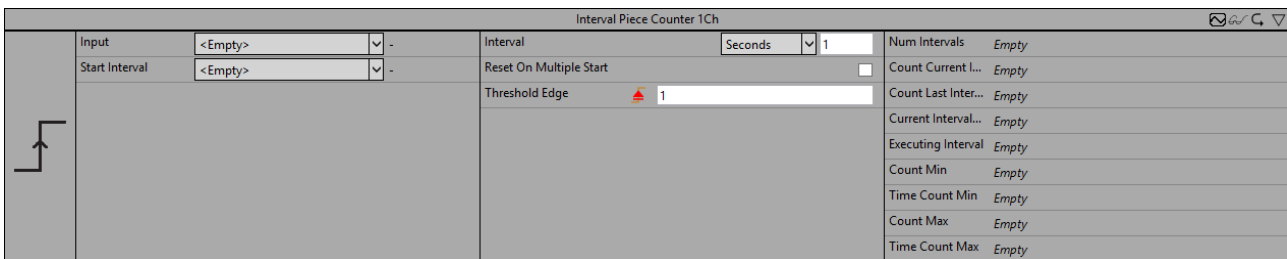 Interval Piece Counter 1Ch
Input <Empty> -
Start Interval <Empty> -
Interval Seconds 1
Reset On Multiple Start
Threshold Edge 1
Num Intervals Empty
Count Current I... Empty
Count Last Inter... Empty
Current Interval... Empty
Executing Interval Empty
Count Min Empty
Time Count Min Empty
Count Max Empty
Time Count Max Empty